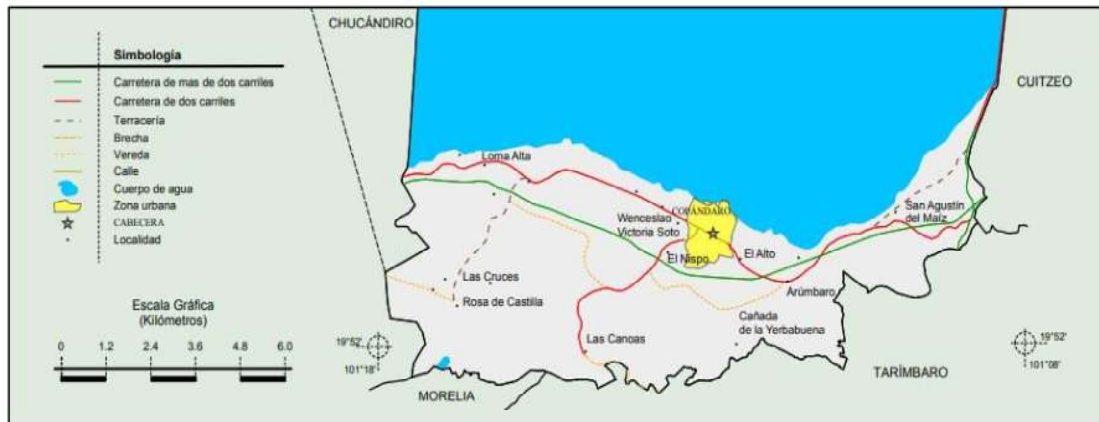 CHUCÁNDIRO
CUITZEO
Simbología
Carretera de mas de dos carriles
Carretera de dos carriles
Terracería
Brecha
Vereda
Calle
Cuerpo de agua
Zona urbana
CABECERA
Localidad
Escala Gráfica
(Kilómetros)
0 1.2 2.4 3.6 4.8 6.0
19°52'
101°18'
Loma Alta
COPÁNDARO
Wenceslao
Victoria Soto
El Nispo
El Alto
San Agustín
del Maíz
Las Cruces
Rosa de Castilla
Arúmbaro
Cañada
de la Yerbabuena
Las Canoas
19°52'
101°08'
MORELIA
TARÍMBARO